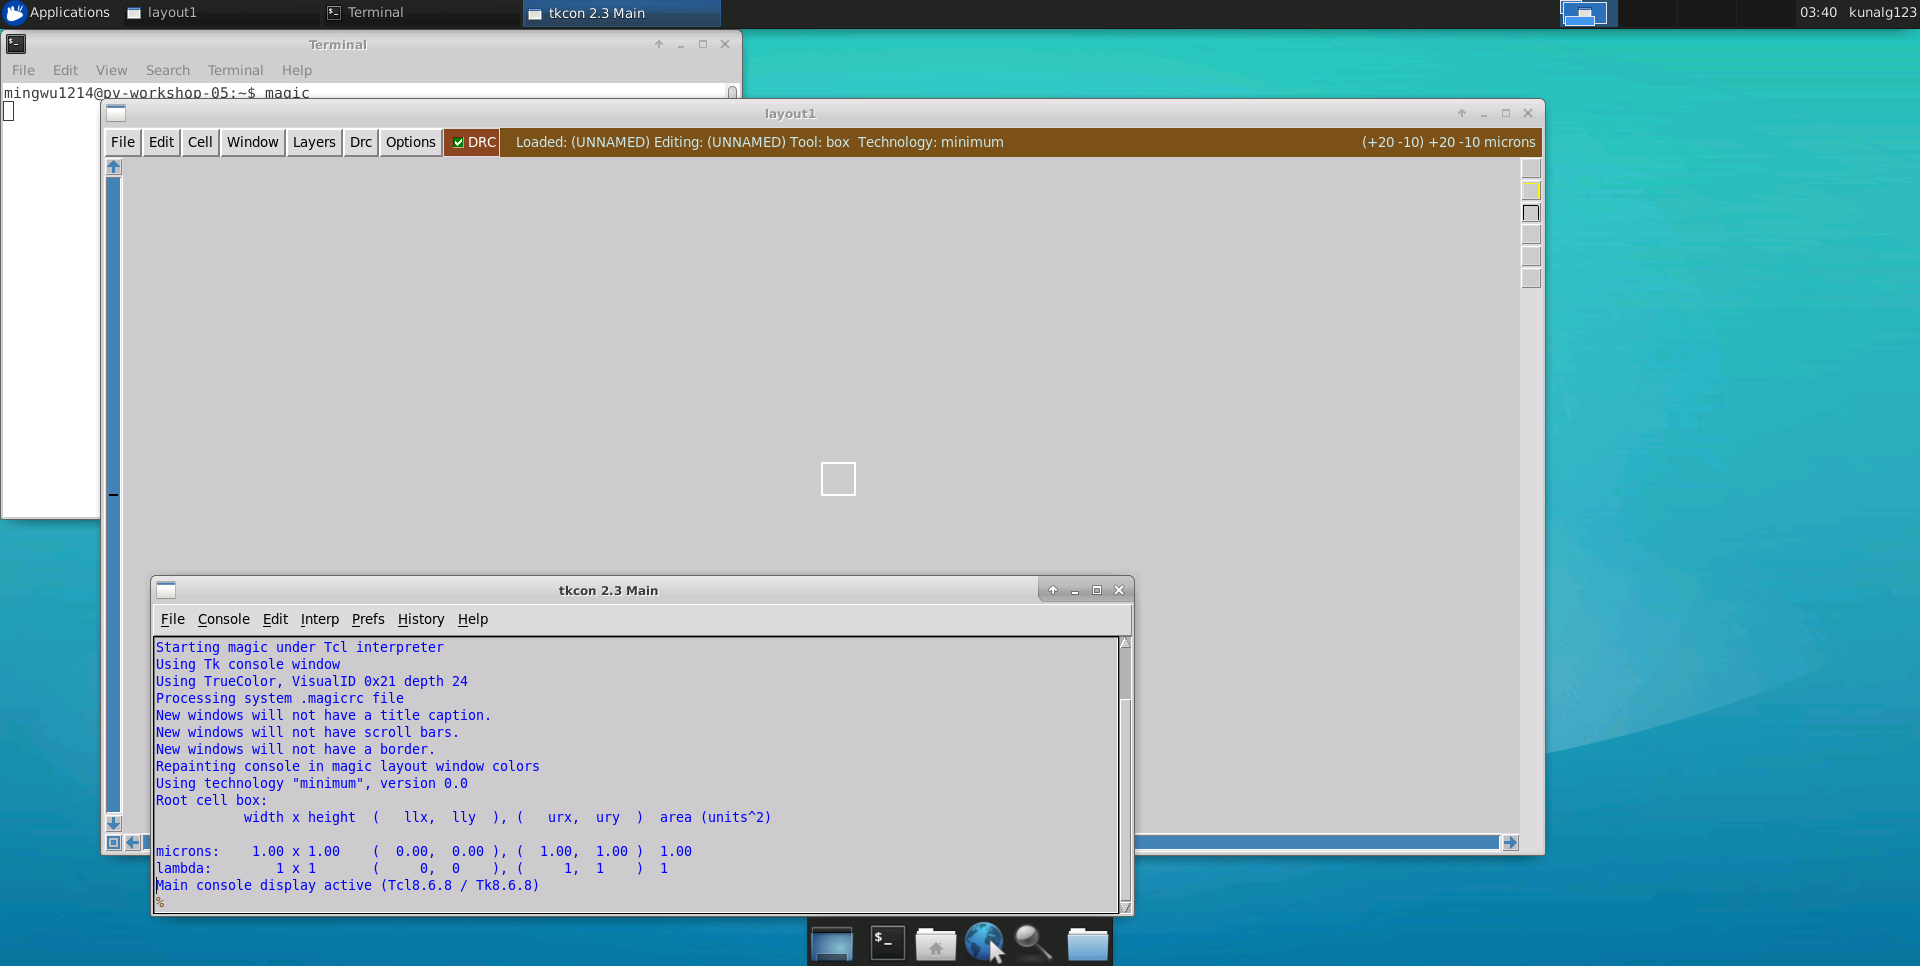 Applications layout1 Terminal tkcon 2.3 Main 03:40 kunalg123
Terminal
File Edit View Search Terminal Help
mingwu1214@pv-workshop-05:~$ magic
layout1
File Edit Cell Window Layers Drc Options DRC Loaded: (UNNAMED) Editing: (UNNAMED) Tool: box Technology: minimum (+20 -10) +20 -10 microns
tkcon 2.3 Main
File Console Edit Interp Prefs History Help
Starting magic under Tcl interpreter
Using Tk console window
Using TrueColor, VisualID 0x21 depth 24
Processing system .magicrc file
New windows will not have a title caption.
New windows will not have scroll bars.
New windows will not have a border.
Repainting console in magic layout window colors
Using technology "minimum", version 0.0
Root cell box:
width x height ( llx, lly ), ( urx, ury ) area (units^2)
microns: 1.00 x 1.00 ( 0.00, 0.00 ), ( 1.00, 1.00 ) 1.00
lambda: 1 x 1 ( 0, 0 ), ( 1, 1 ) 1
Main console display active (Tcl8.6.8 / Tk8.6.8)
%
$_